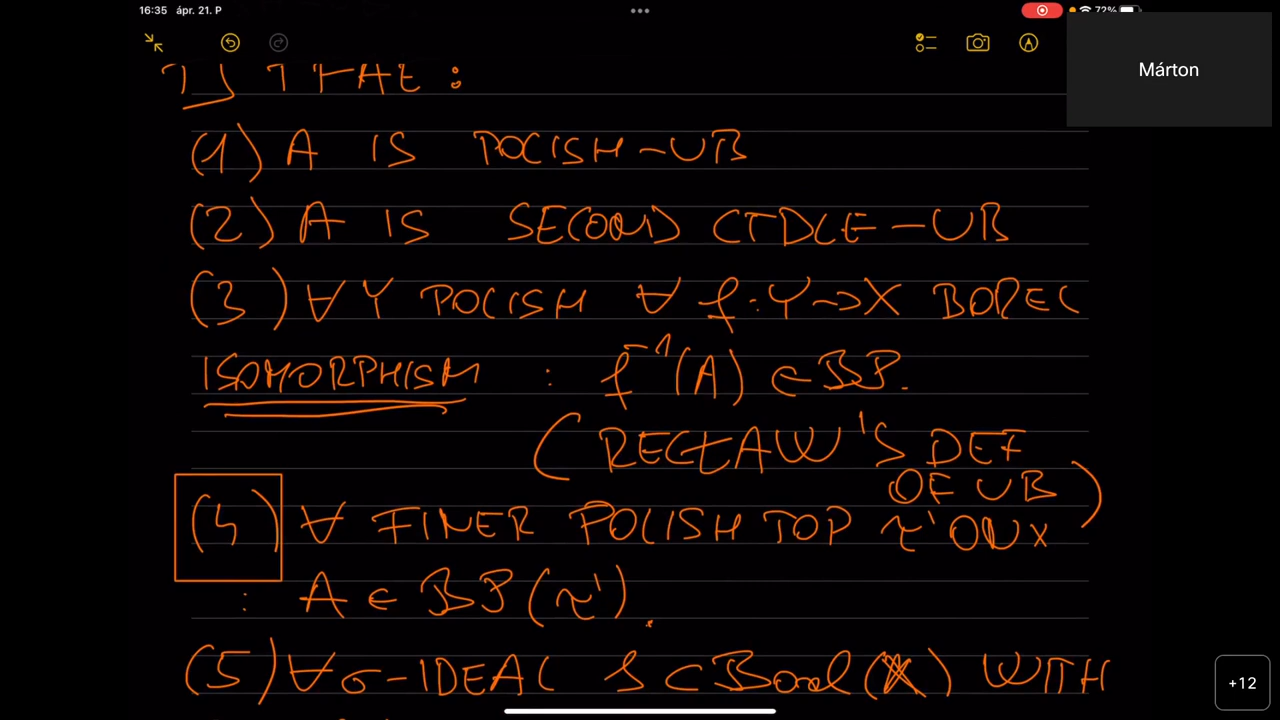 16:35 ápr. 21. P
72%
Márton
TFAE :
(1) A IS POLISH-UB
(2) A IS SECOND CTBLE-UB
(3) ∀Y POLISH ∀ f:Y→X BOREL
ISOMORPHISM : f⁻¹(A) ∈ BP.
(RECŁAW'S DEF
OF UB)
(4) ∀ FINER POLISH TOP τ' ON X
: A ∈ BP(τ').
(5) ∀ σ-IDEAL ⊂ Borel(X) WITH
+12